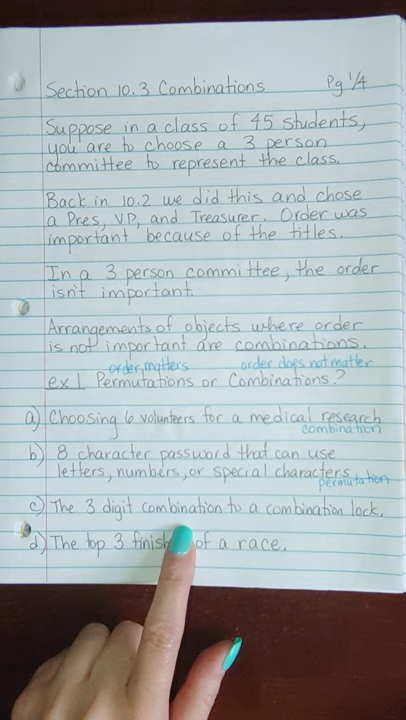 Section 10.3 Combinations Pg 1/4
Suppose in a class of 45 students,
you are to choose a 3 person
committee to represent the class.
Back in 10.2 we did this and chose
a Pres, VP, and Treasurer. Order was
important because of the titles.
In a 3 person committee, the order
isn't important.
Arrangements of objects where order
is not important are combinations.
order matters order does not matter
ex 1 Permutations or Combinations?
a) Choosing 6 volunteers for a medical research
combination
b) 8 character password that can use
letters, numbers, or special characters
permutation
c) The 3 digit combination to a combination lock.
d) The top 3 of a race.